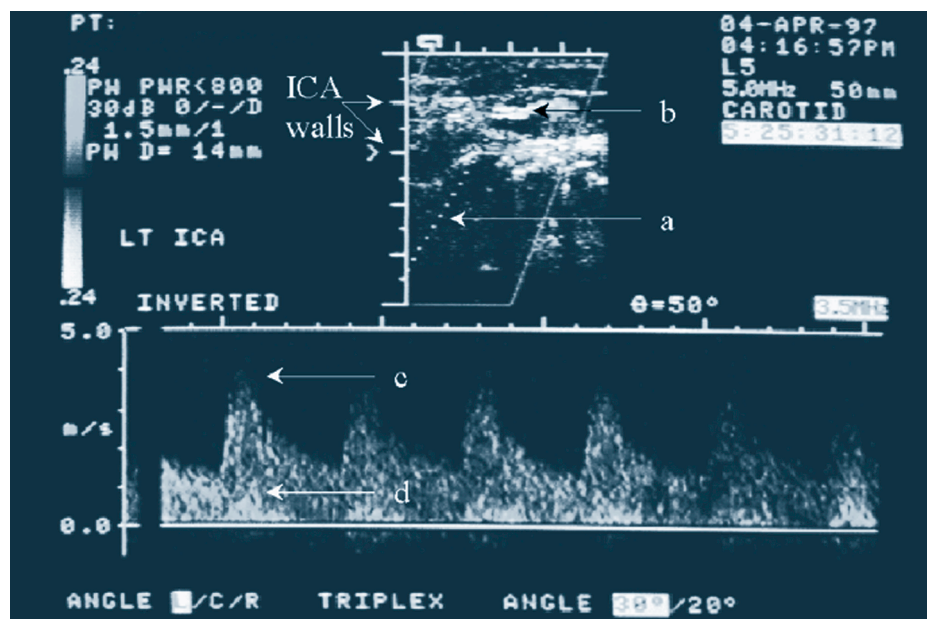 PT:
.24
PW PWR<800
30dB 0/-/D
1.5mm/1
PW D= 14mm
LT ICA
.24
INVERTED
ICA
walls
b
a
04-APR-97
04:16:57PM
L5
5.0MHz 50mm
CAROTID
5:25:31:12
θ=50°
3.5MHz
5.0
m/s
0.0
c
d
ANGLE L/C/R TRIPLEX ANGLE 30°/20°